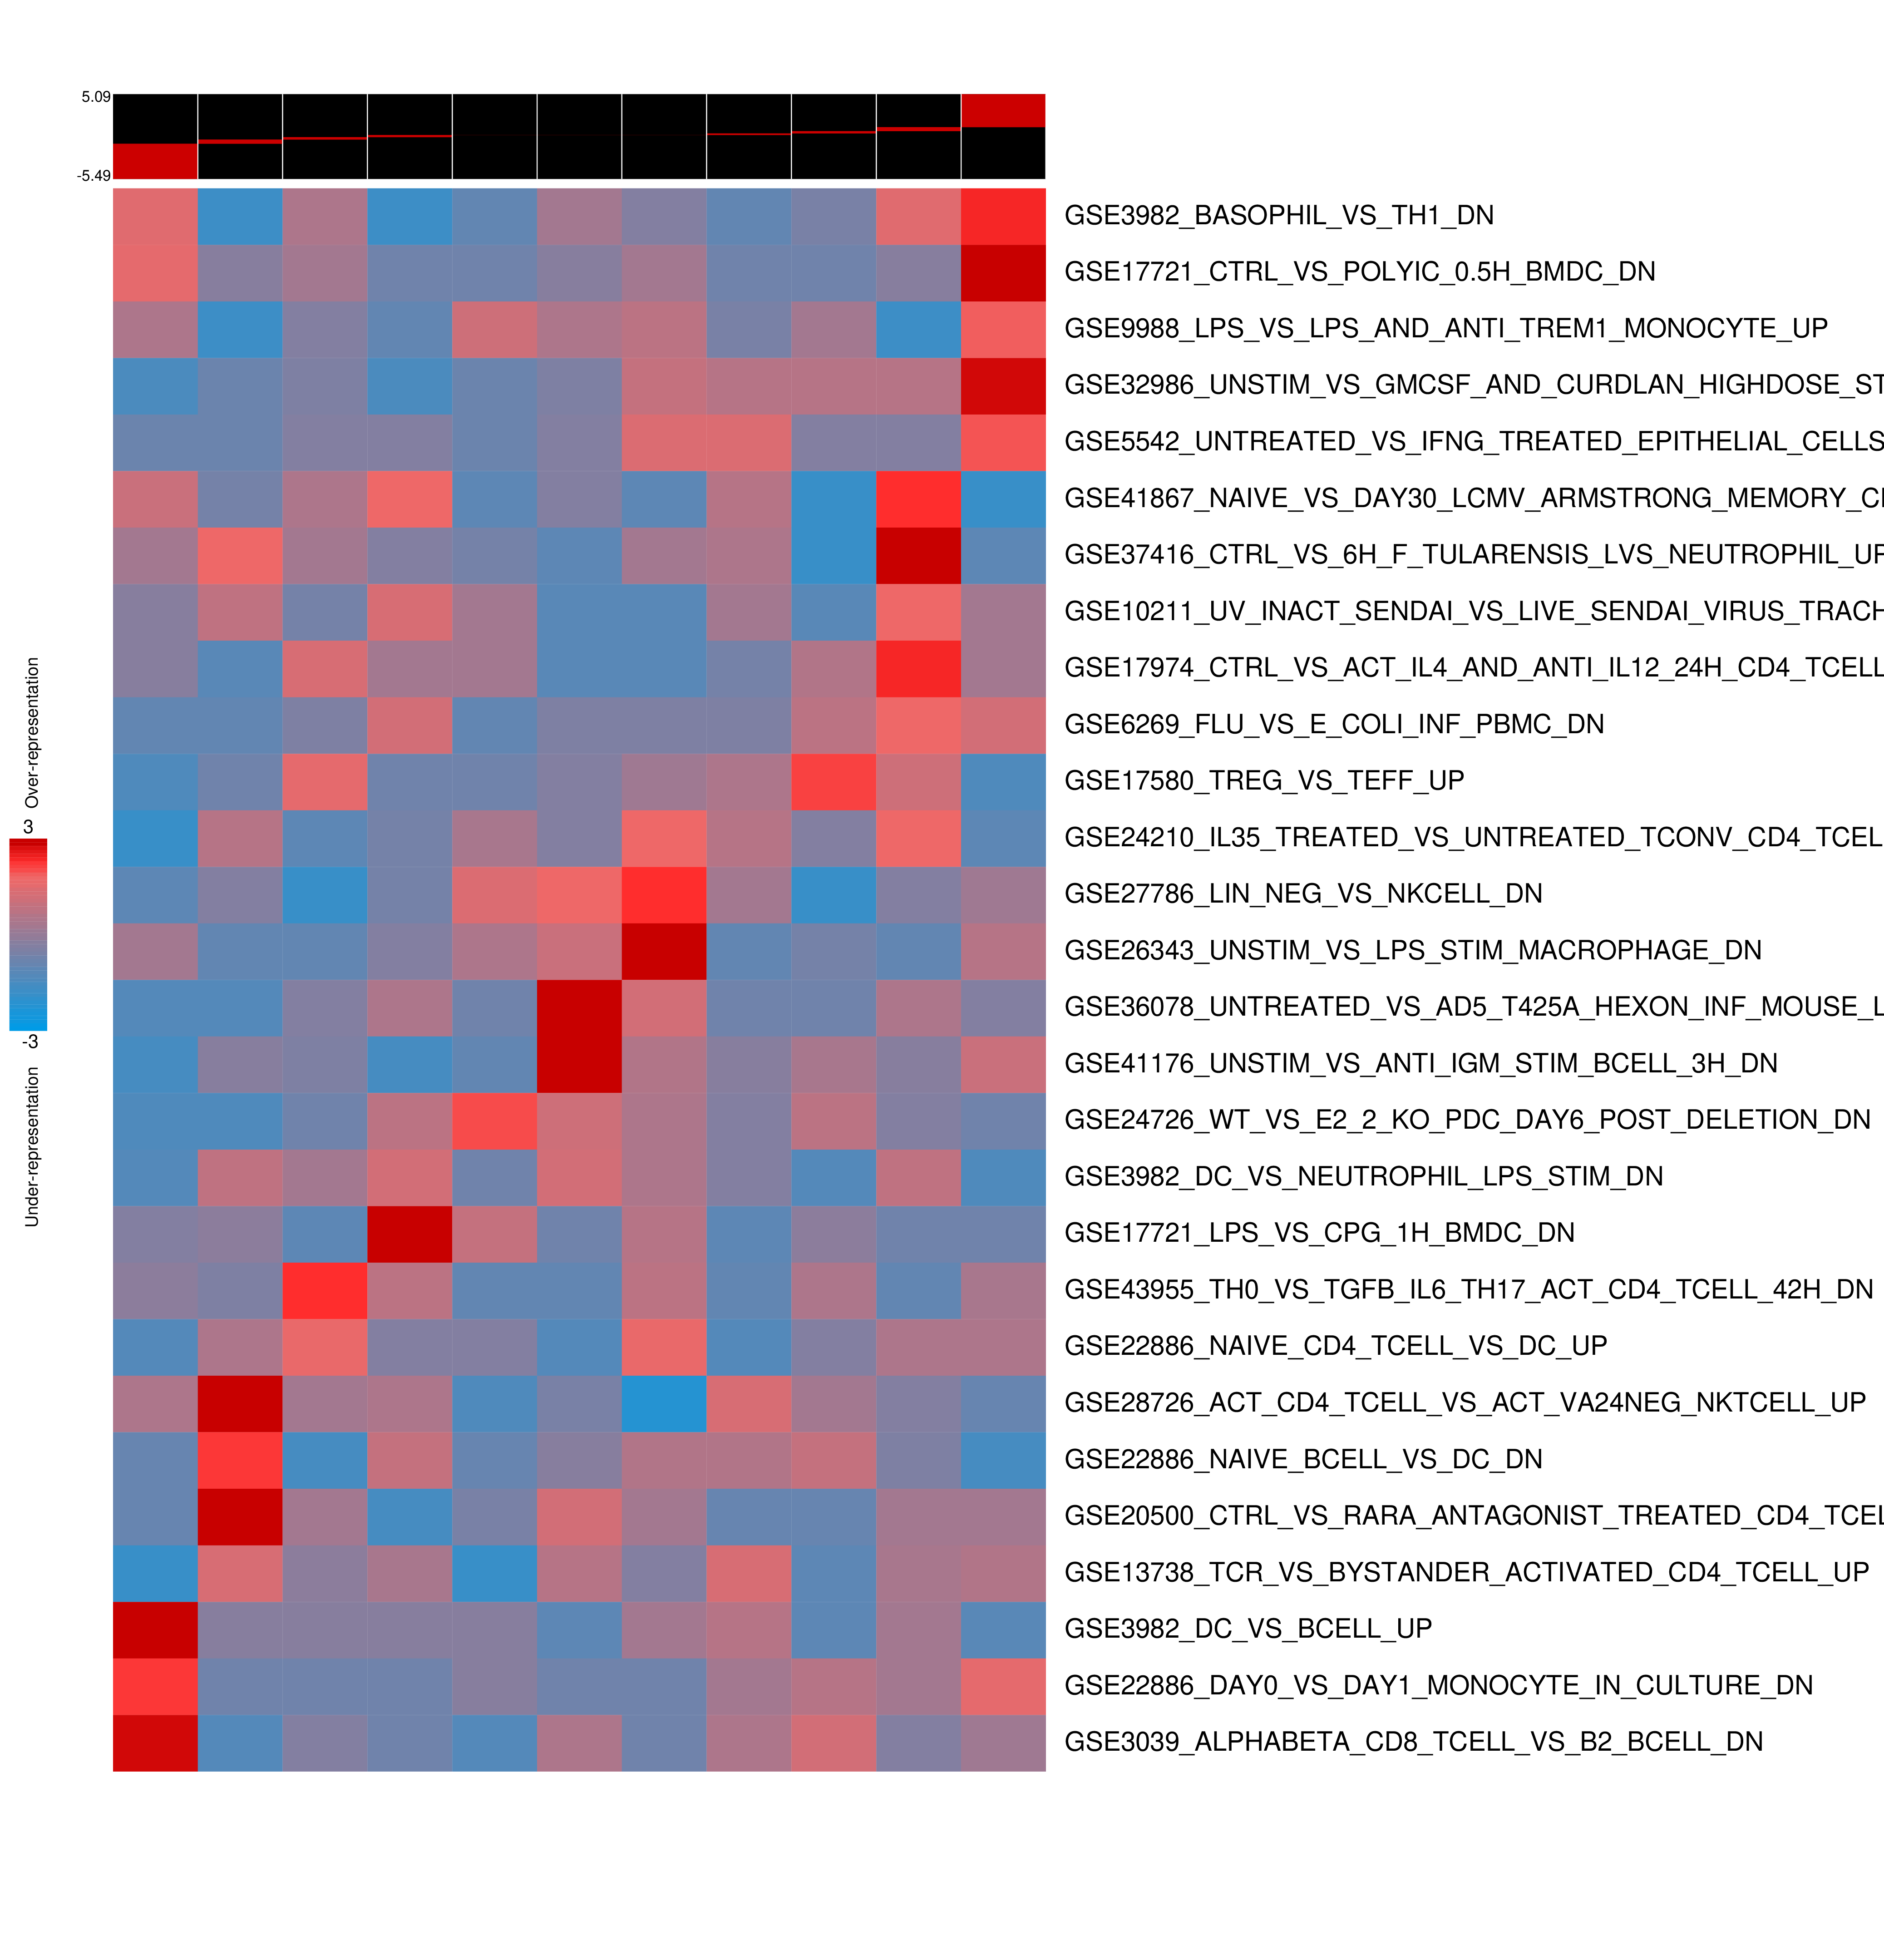 5.09
-5.49
GSE3982_BASOPHIL_VS_TH1_DN
GSE17721_CTRL_VS_POLYIC_0.5H_BMDC_DN
GSE9988_LPS_VS_LPS_AND_ANTI_TREM1_MONOCYTE_UP
GSE32986_UNSTIM_VS_GMCSF_AND_CURDLAN_HIGHDOSE_ST
GSE5542_UNTREATED_VS_IFNG_TREATED_EPITHELIAL_CELLS
GSE41867_NAIVE_VS_DAY30_LCMV_ARMSTRONG_MEMORY_C
GSE37416_CTRL_VS_6H_F_TULARENSIS_LVS_NEUTROPHIL_UP
GSE10211_UV_INACT_SENDAI_VS_LIVE_SENDAI_VIRUS_TRACH
GSE17974_CTRL_VS_ACT_IL4_AND_ANTI_IL12_24H_CD4_TCELL
GSE6269_FLU_VS_E_COLI_INF_PBMC_DN
GSE17580_TREG_VS_TEFF_UP
GSE24210_IL35_TREATED_VS_UNTREATED_TCONV_CD4_TCEL
GSE27786_LIN_NEG_VS_NKCELL_DN
GSE26343_UNSTIM_VS_LPS_STIM_MACROPHAGE_DN
GSE36078_UNTREATED_VS_AD5_T425A_HEXON_INF_MOUSE_L
GSE41176_UNSTIM_VS_ANTI_IGM_STIM_BCELL_3H_DN
GSE24726_WT_VS_E2_2_KO_PDC_DAY6_POST_DELETION_DN
GSE3982_DC_VS_NEUTROPHIL_LPS_STIM_DN
GSE17721_LPS_VS_CPG_1H_BMDC_DN
GSE43955_TH0_VS_TGFB_IL6_TH17_ACT_CD4_TCELL_42H_DN
GSE22886_NAIVE_CD4_TCELL_VS_DC_UP
GSE28726_ACT_CD4_TCELL_VS_ACT_VA24NEG_NKTCELL_UP
GSE22886_NAIVE_BCELL_VS_DC_DN
GSE20500_CTRL_VS_RARA_ANTAGONIST_TREATED_CD4_TCEL
GSE13738_TCR_VS_BYSTANDER_ACTIVATED_CD4_TCELL_UP
GSE3982_DC_VS_BCELL_UP
GSE22886_DAY0_VS_DAY1_MONOCYTE_IN_CULTURE_DN
GSE3039_ALPHABETA_CD8_TCELL_VS_B2_BCELL_DN
Over-representation
3
-3
Under-representation